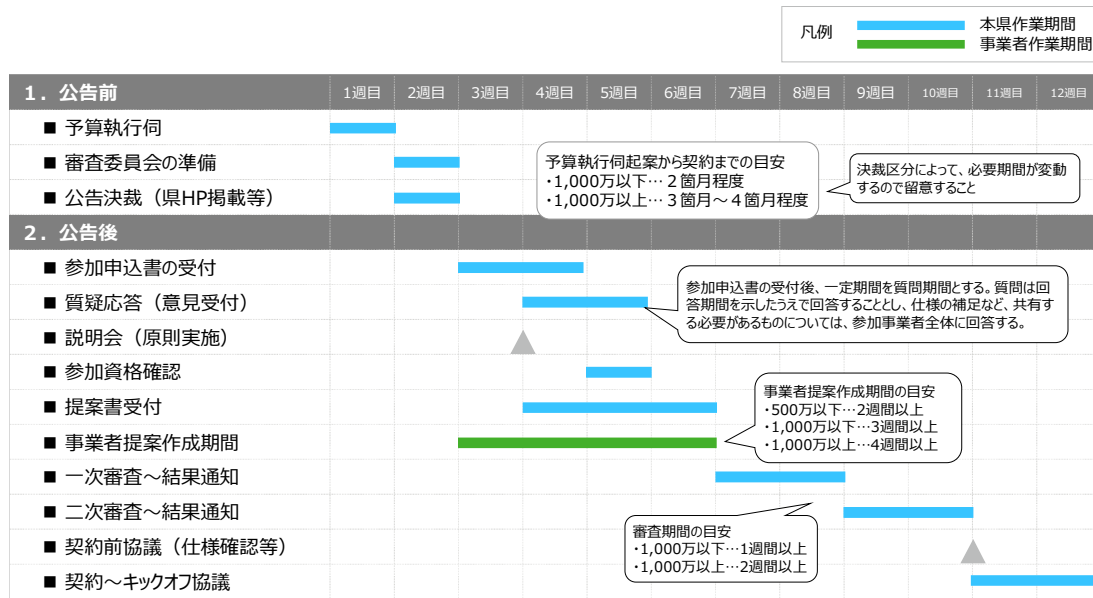 凡例
本県作業期間
事業者作業期間
1．公告前 1週目 2週目 3週目 4週目 5週目 6週目 7週目 8週目 9週目 10週目 11週目 12週目
■ 予算執行伺
■ 審査委員会の準備
■ 公告決裁（県HP掲載等）
予算執行伺起案から契約までの目安
・1,000万以下…２箇月程度
・1,000万以上…３箇月～４箇月程度
決裁区分によって、必要期間が変動
するので留意すること
2．公告後
■ 参加申込書の受付
■ 質疑応答（意見受付）
参加申込書の受付後、一定期間を質問期間とする。質問は回
答期間を示したうえで回答することとし、仕様の補足など、共有す
る必要があるものについては、参加事業者全体に回答する。
■ 説明会（原則実施）
■ 参加資格確認
■ 提案書受付
■ 事業者提案作成期間
事業者提案作成期間の目安
・500万以下…2週間以上
・1,000万以下…3週間以上
・1,000万以上…4週間以上
■ 一次審査～結果通知
■ 二次審査～結果通知
審査期間の目安
・1,000万以下…1週間以上
・1,000万以上…2週間以上
■ 契約前協議（仕様確認等）
■ 契約～キックオフ協議